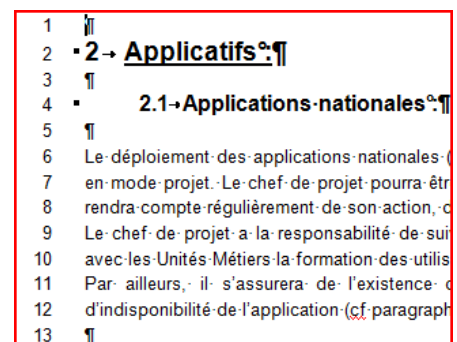 1 ¶
2 2→ Applicatifs°:¶
3 ¶
4 2.1→Applications·nationales°:¶
5 ¶
6 Le·déploiement·des·applications·nationales·(
7 en·mode·projet.·Le·chef·de·projet·pourra·êtr
8 rendra·compte·régulièrement·de·son·action,·c
9 Le·chef·de·projet·a·la·responsabilité·de·sui
10 avec·les·Unités·Métiers·la·formation·des·utilis
11 Par·ailleurs,·il·s'assurera·de·l'existence·
12 d'indisponibilité·de·l'application·(cf·paragraph
13 ¶